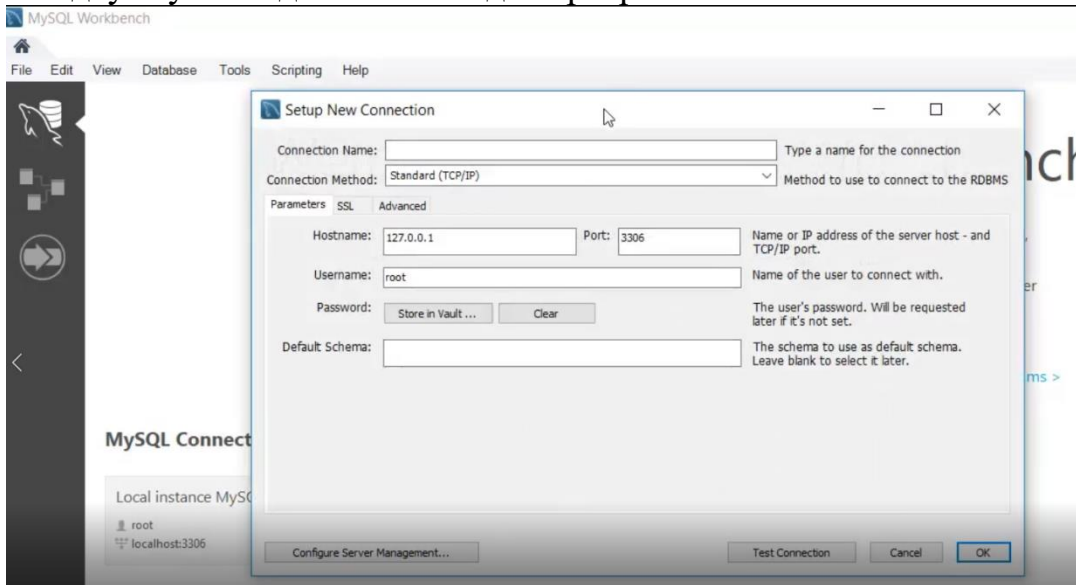 MySQL Workbench
File Edit View Database Tools Scripting Help
Setup New Connection
Connection Name: Type a name for the connection
Connection Method: Standard (TCP/IP) Method to use to connect to the RDBMS
Parameters SSL Advanced
Hostname: 127.0.0.1 Port: 3306 Name or IP address of the server host - and
TCP/IP port.
Username: root Name of the user to connect with.
Password: Store in Vault ... Clear The user's password. Will be requested
later if it's not set.
Default Schema: The schema to use as default schema.
Leave blank to select it later.
ms >
MySQL Connect
Local instance MySQ
root
localhost:3306
Configure Server Management... Test Connection Cancel OK